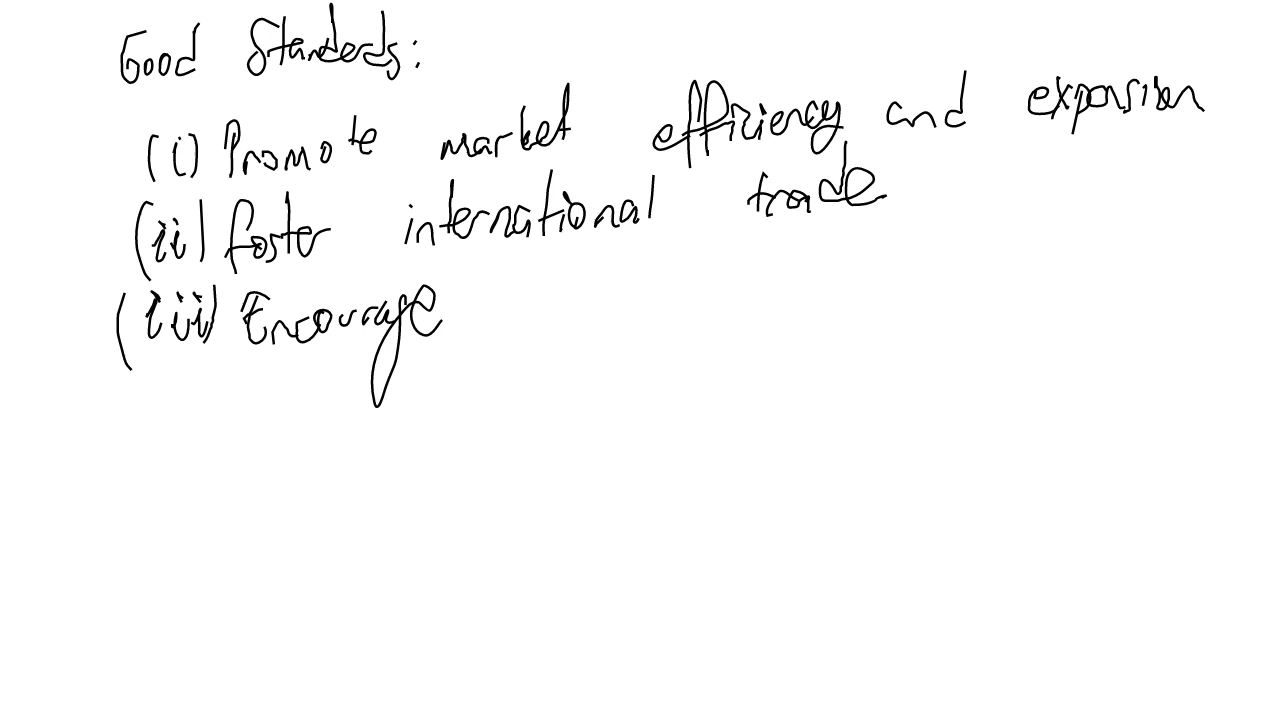 Good Standards:
(i) Promote market efficiency and expansion
(ii) foster international trade
(iii) Encourage